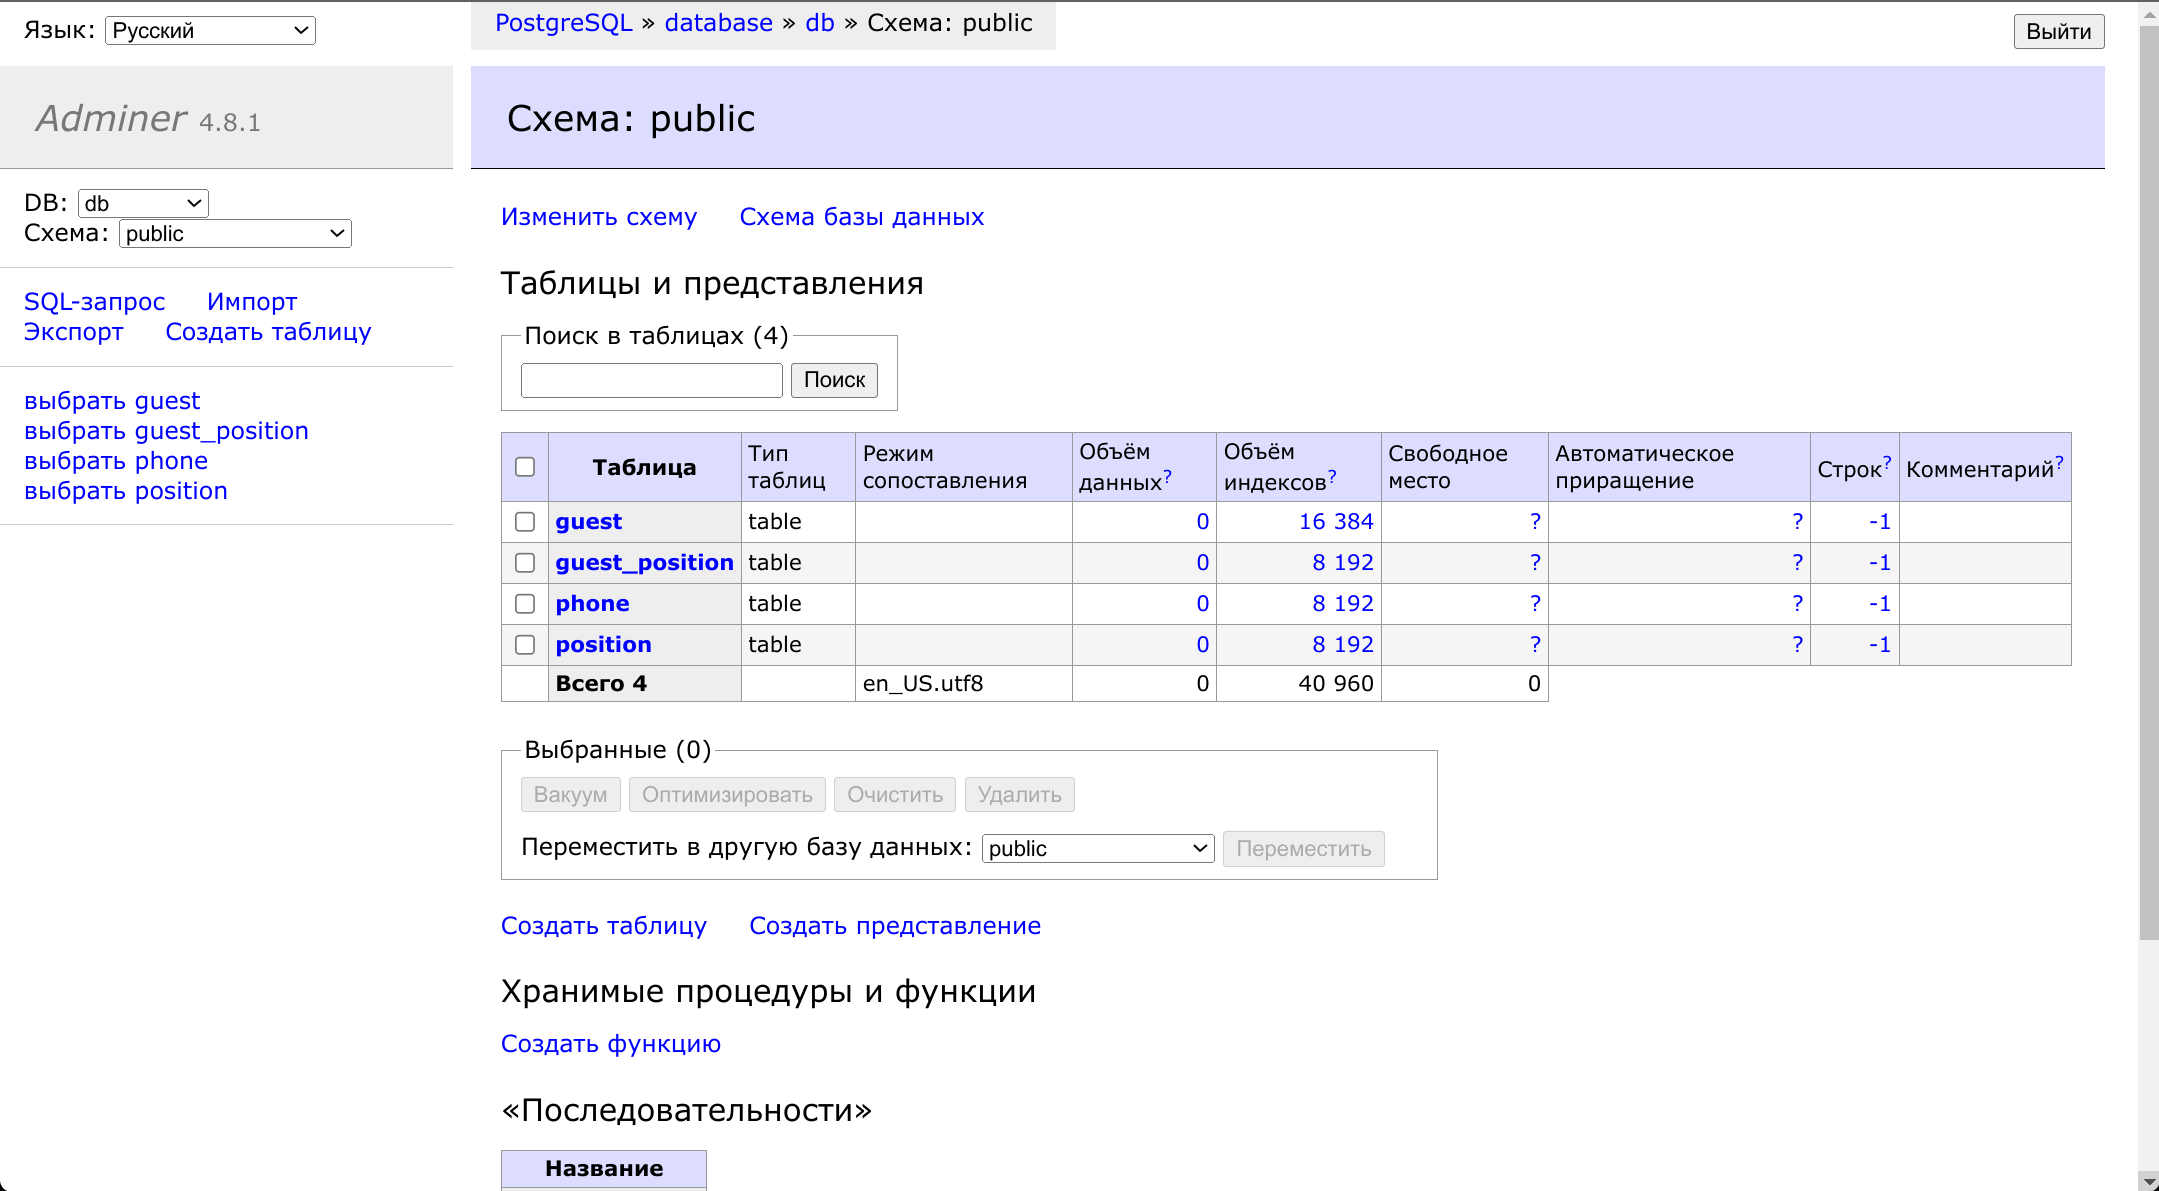 Язык: Русский
PostgreSQL » database » db » Схема: public
Выйти
Adminer 4.8.1
Схема: public
DB: db
Схема: public
SQL-запрос Импорт
Экспорт Создать таблицу
выбрать guest
выбрать guest_position
выбрать phone
выбрать position
Изменить схему Схема базы данных
Таблицы и представления
Поиск в таблицах (4)
Поиск
Таблица Тип таблиц Режим сопоставления Объём данных? Объём индексов? Свободное место Автоматическое приращение Строк? Комментарий?
guest table 0 16 384 ? ? -1
guest_position table 0 8 192 ? ? -1
phone table 0 8 192 ? ? -1
position table 0 8 192 ? ? -1
Всего 4 en_US.utf8 0 40 960 0
Выбранные (0)
Вакуум Оптимизировать Очистить Удалить
Переместить в другую базу данных: public Переместить
Создать таблицу Создать представление
Хранимые процедуры и функции
Создать функцию
«Последовательности»
Название